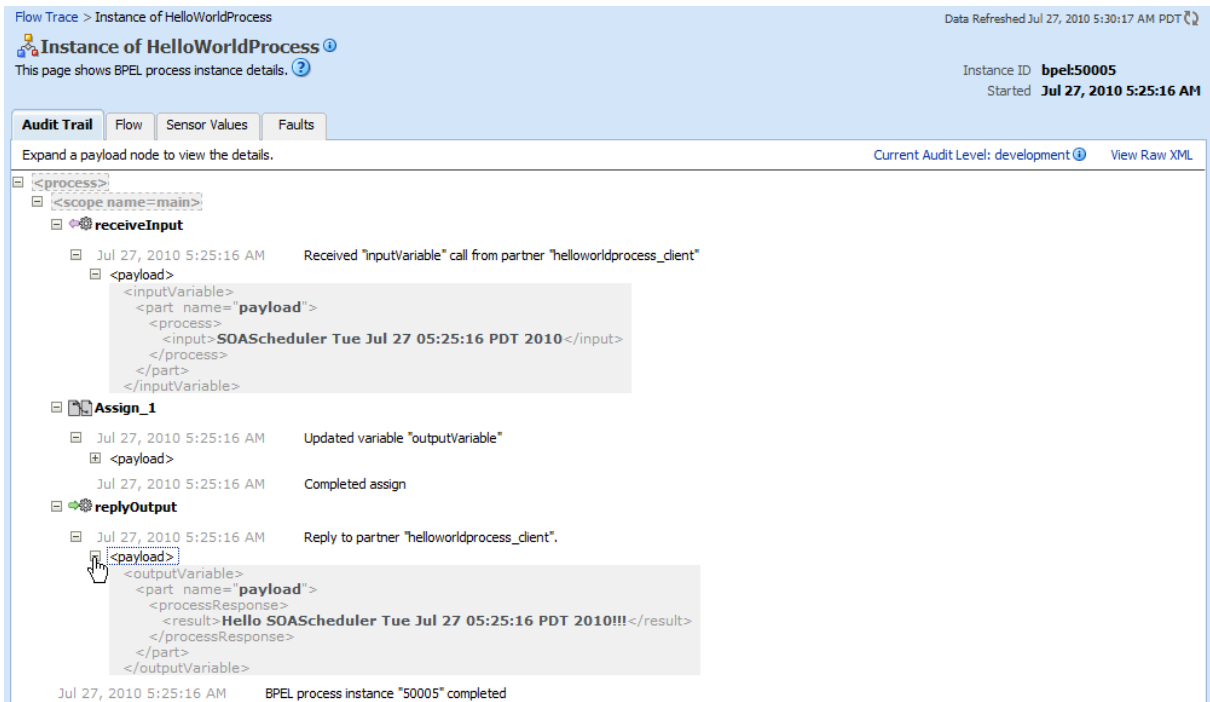 Flow Trace > Instance of HelloWorldProcess
Data Refreshed Jul 27, 2010 5:30:17 AM PDT
Instance of HelloWorldProcess
This page shows BPEL process instance details.
Instance ID bpel:50005
Started Jul 27, 2010 5:25:16 AM
Audit Trail Flow Sensor Values Faults
Expand a payload node to view the details.
Current Audit Level: development View Raw XML
<process>
<scope name=main>
receiveInput
Jul 27, 2010 5:25:16 AM Received "inputVariable" call from partner "helloworldprocess_client"
<payload>
<inputVariable>
<part name="payload">
<process>
<input>SOAScheduler Tue Jul 27 05:25:16 PDT 2010</input>
</process>
</part>
</inputVariable>
Assign_1
Jul 27, 2010 5:25:16 AM Updated variable "outputVariable"
<payload>
Jul 27, 2010 5:25:16 AM Completed assign
replyOutput
Jul 27, 2010 5:25:16 AM Reply to partner "helloworldprocess_client".
<payload>
<outputVariable>
<part name="payload">
<processResponse>
<result>Hello SOAScheduler Tue Jul 27 05:25:16 PDT 2010!!!</result>
</processResponse>
</part>
</outputVariable>
Jul 27, 2010 5:25:16 AM BPEL process instance "50005" completed